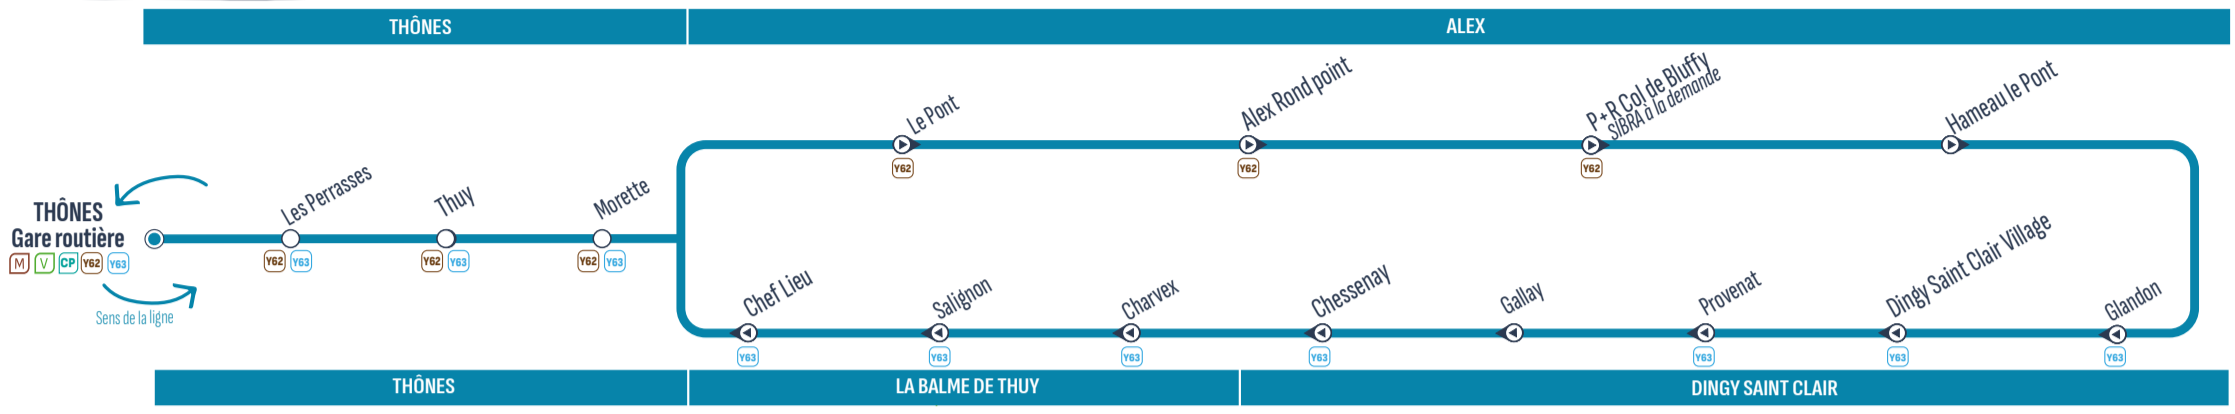 THÔNES
ALEX
Le Pont
Y62
Alex Rond point
Y62
P+R Col de Bluffy
SIBRA à la demande
Y62
Hameau le Pont
THÔNES
Gare routière
M V CP Y62 Y63
Sens de la ligne
Les Perrasses
Y62 Y63
Thuy
Y62 Y63
Morette
Y62 Y63
Chef Lieu
Y63
Salignon
Y63
Charvex
Y63
Chessenay
Y63
Gallay
Provenat
Y63
Dingy Saint Clair Village
Y63
Glandon
Y63
THÔNES
LA BALME DE THUY
DINGY SAINT CLAIR